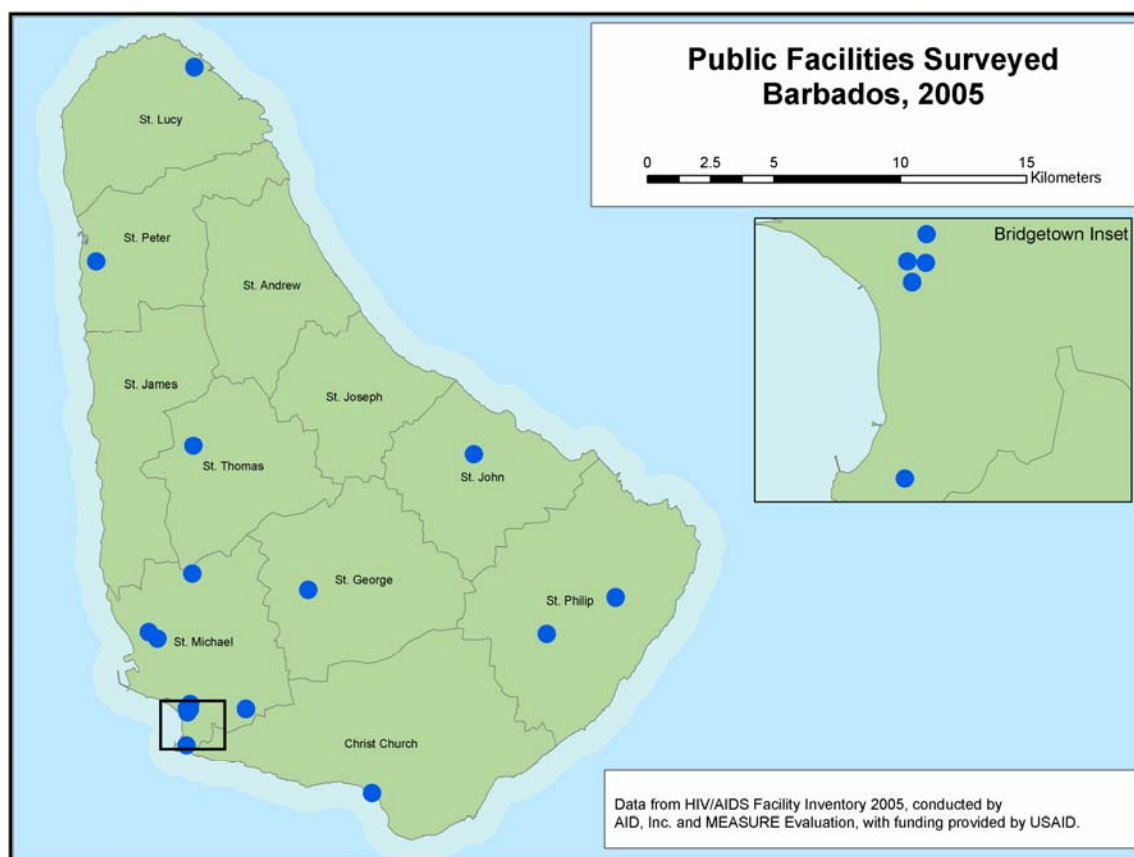 Public Facilities Surveyed
Barbados, 2005
0 2.5 5 10 15
Kilometers
Bridgetown Inset
St. Lucy
St. Peter
St. Andrew
St. James
St. Joseph
St. Thomas
St. John
St. George
St. Philip
St. Michael
Christ Church
Data from HIV/AIDS Facility Inventory 2005, conducted by
AID, Inc. and MEASURE Evaluation, with funding provided by USAID.